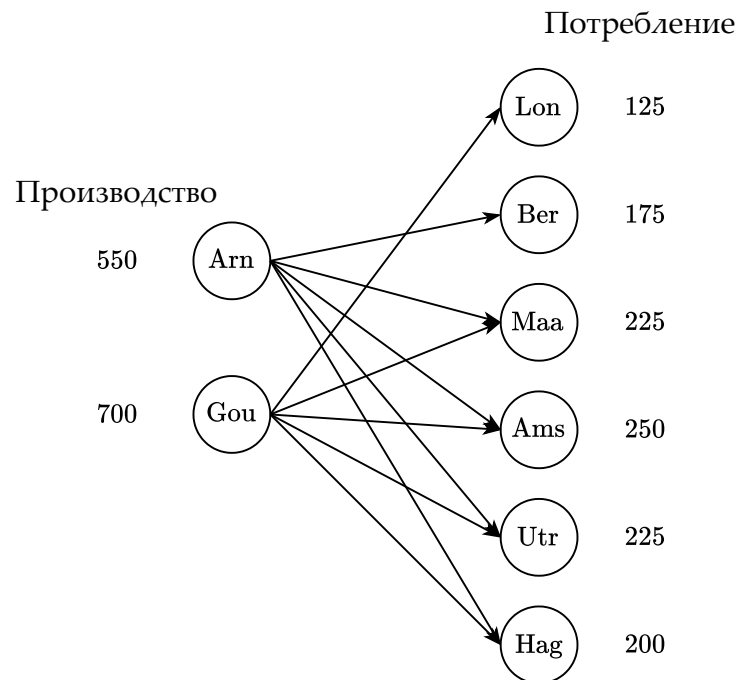 Потребление
Lon 125
Производство
Ber 175
550 Arn
Maa 225
700 Gou
Ams 250
Utr 225
Hag 200